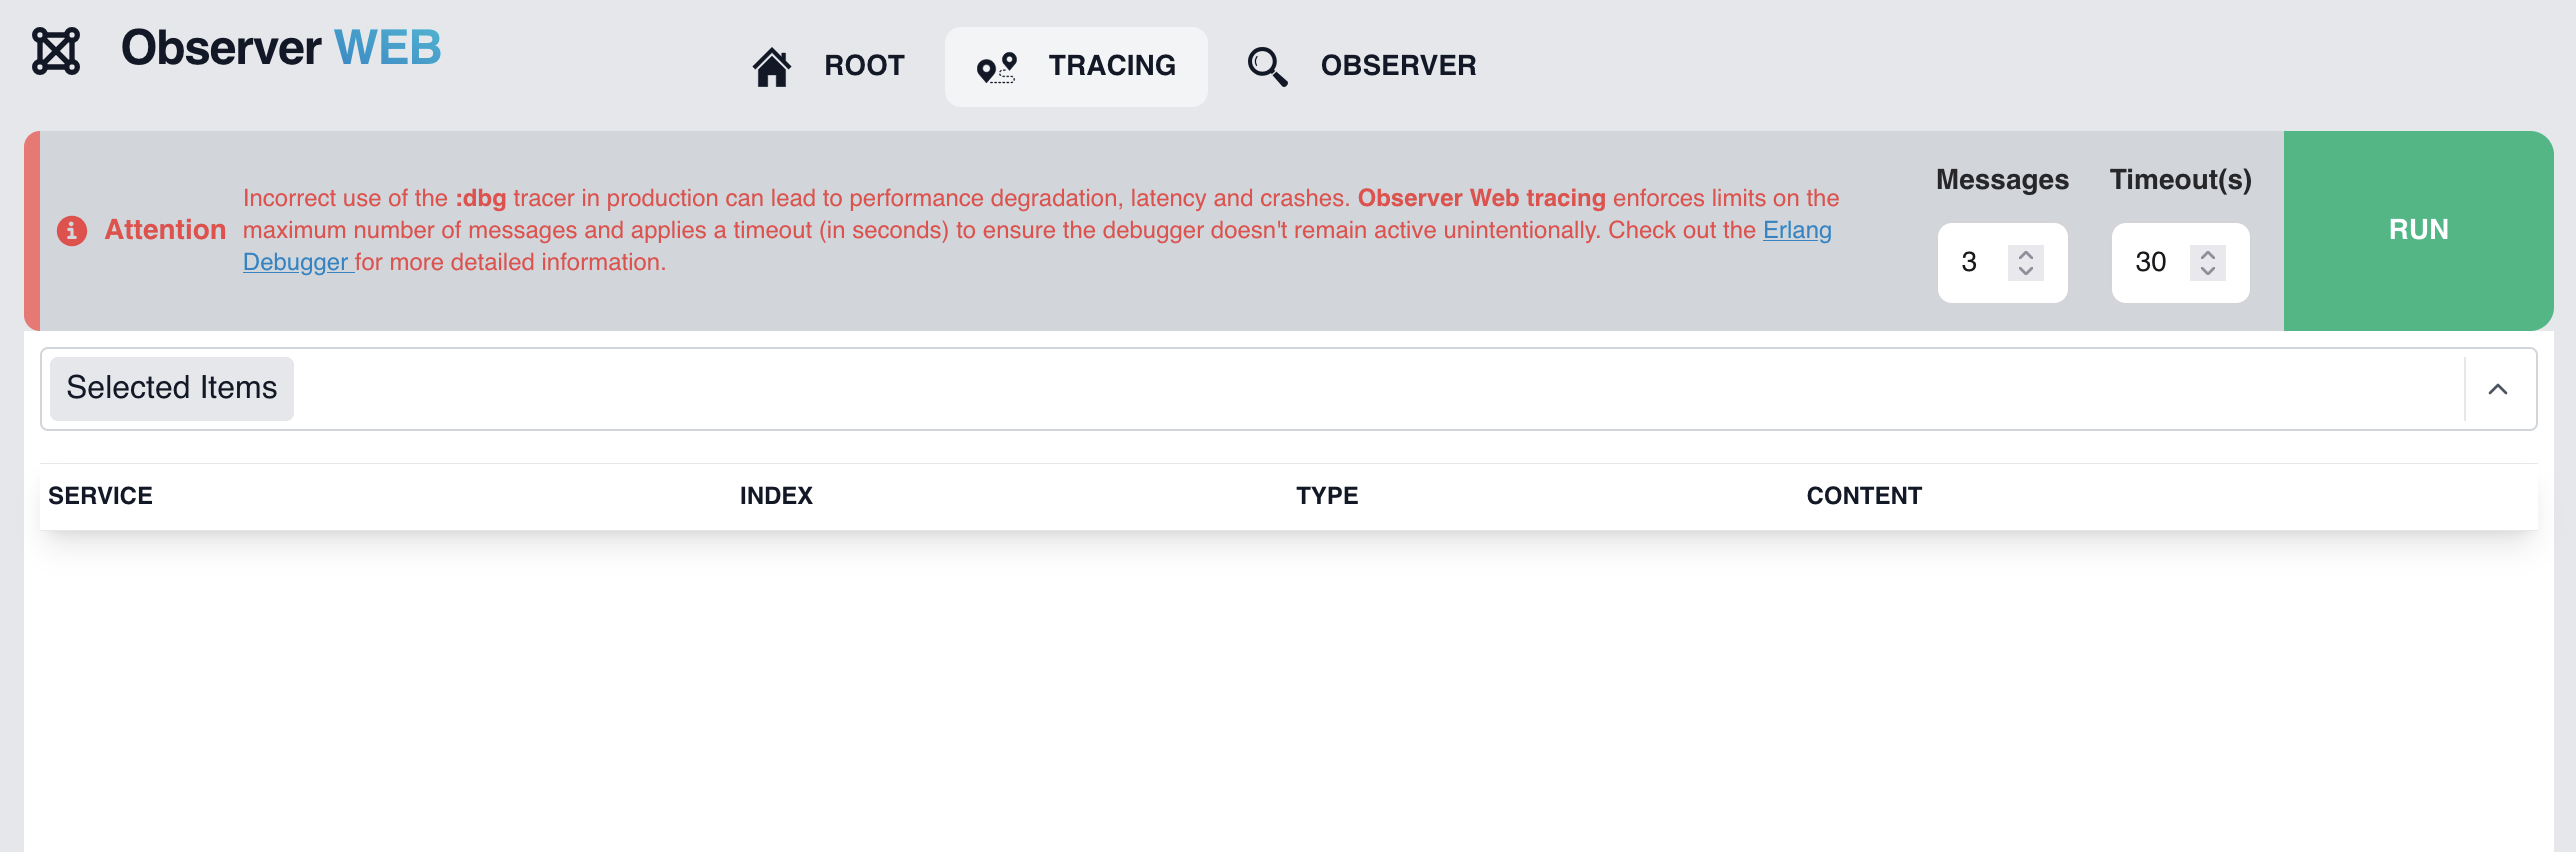 Observer WEB
ROOT
TRACING
OBSERVER
Attention
Incorrect use of the :dbg tracer in production can lead to performance degradation, latency and crashes. Observer Web tracing enforces limits on the
maximum number of messages and applies a timeout (in seconds) to ensure the debugger doesn't remain active unintentionally. Check out the Erlang
Debugger for more detailed information.
Messages
3
Timeout(s)
30
RUN
Selected Items
SERVICE INDEX TYPE CONTENT